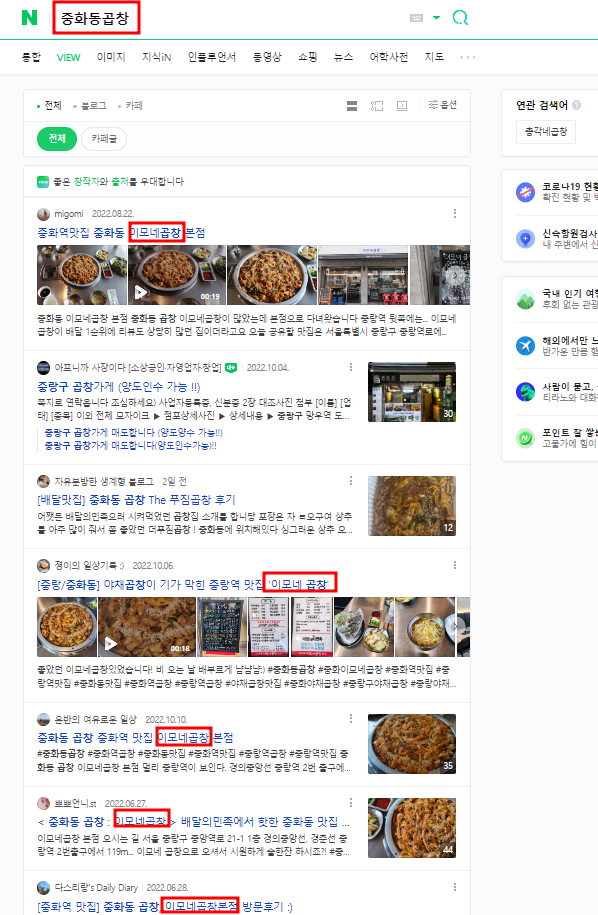 N 중화동곱창
통합 VIEW 이미지 지식iN 인플루언서 동영상 쇼핑 뉴스 어학사전 지도
전체 블로그 카페 옵션
전체 카페글
좋은 창작자와 출처를 우대합니다
migomi 2022.08.22.
중화역맛집 중화동 이모네곱창 본점
00:19
중화동 이모네곱창 본점 중화동 곱창 이모네곱창이 많았는데 본점으로 다녀왔습니다 중랑역 뒷쪽에는... 이모네
곱창이 배달 1순위에 리뷰도 상당히 많던 집이더라고요 오늘 공유할 맛집은 서울특별시 중랑구 중랑역로에...
아프니까 사장이다 [소상공인·자영업자·창업] 2022.10.04.
중랑구 곱창가게 (양도인수 가능 !!)
쪽지로 연락옵니다 조심하세요) 사업자등록증, 신분증 2장 대조사진 첨부 [이름] [업
태] [종목] 이외 전체 모자이크 ▶ 점포상세사진 ▶ 상세내용 ▶ 중랑구 망우역 도...
중랑구 곱창가게 매도합니다 (양도양수 가능!!)
중랑구 곱창가게 매도합니다(양도인수가능)!!
30
자유분방한 생계형 블로그 2일 전
[배달맛집] 중화동 곱창 The 푸짐곱창 후기
어쨋든 배달의민족으러 시켜먹었던 곱창집 소개를 합니당 포장은 자 ㄹ오구여 상추
를 아주 많이 줘서 쫌 좋았던 더푸짐곱창 ! 중화동에 위치해있다 싱그러운 상추 오...
12
졍이의 일상기록 :) 2022.10.06.
[중랑/중화동] 야채곱창이 기가 막힌 중랑역 맛집 '이모네 곱창'
00:18
좋았던 이모네곱창있었습니다! 비 오는 날 배부르게 냠냠냠:) #중화동곱창 #중화이모네곱창 #중화역맛집 #중
랑역맛집 #중화동맛집 #중화역곱창 #중랑역곱창 #야채곱창맛집 #중화야채곱창 #중랑구야채곱창 #중랑야채...
윤반의 여유로운 일상 2022.10.10.
중화동 곱창 중화역 맛집 이모네곱창 본점
#중화동곱창 #중화역곱창 #중화동맛집 #중화역맛집 #중랑역곱창 #중랑역맛집 중화
동 곱창 이모네곱창 본점 멀리 중랑역이 보인다. 경의중앙선 중랑역 2번 출구에...
35
뽀뽀언니.st 2022.06.27.
< 중화동 곱창 : 이모네곱창 > 배달의민족에서 핫한 중화동 맛집 ...
이모네곱창 본점 오시는 길 서울 중랑구 중앙역로 21-1 1층 경의중앙선, 경춘선 중
랑역 2번출구에서 119m... 이모네 곱창으로 오셔서 시원하게 술한잔 하시죠?! #중...
44
다스리랑's Daily Diary 2022.06.28.
[중화역 맛집] 중화동 곱창, 이모네곱창본점 방문후기 :)
연관 검색어
총각네곱창
코로나19 현황
확진 현황 및
신속항원검사
내 주변에서 신
국내 인기 여행
후회 없는 관광
해외에서만 느
반가운 만큼
사람이 묻고,
티라노와 대화
포인트 잘 쌓
고물가에 힘이